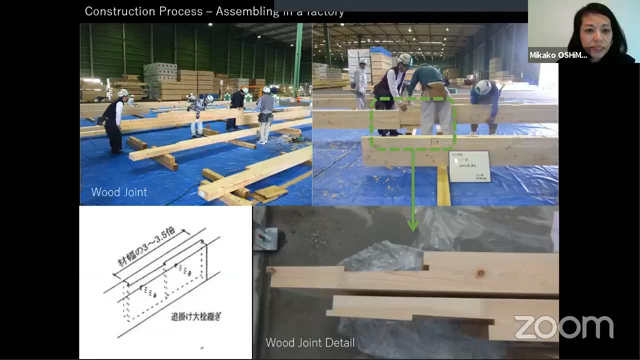 Construction Process – Assembling in a factory
Mikako OSHIM...
Wood Joint
材幅の3〜3.5倍
追掛け大栓継ぎ
Wood Joint Detail
zoom